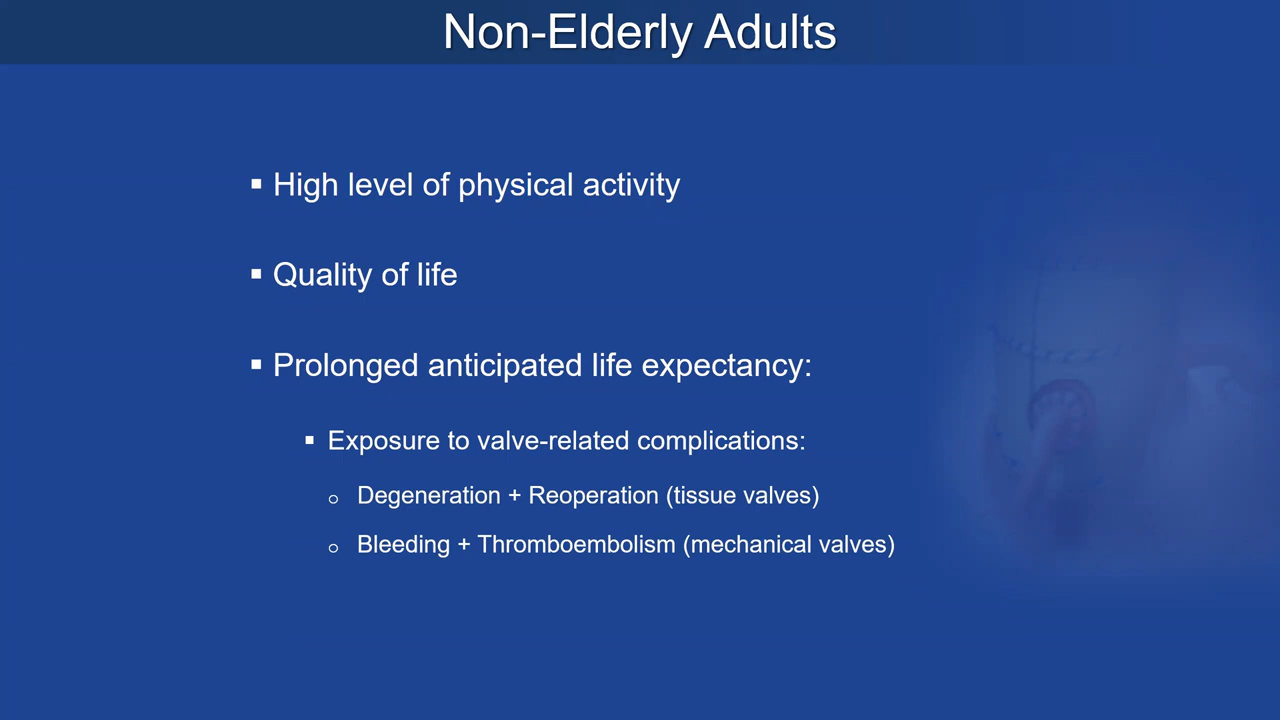 Non-Elderly Adults
▪ High level of physical activity
▪ Quality of life
▪ Prolonged anticipated life expectancy:
▪ Exposure to valve-related complications:
o Degeneration + Reoperation (tissue valves)
o Bleeding + Thromboembolism (mechanical valves)